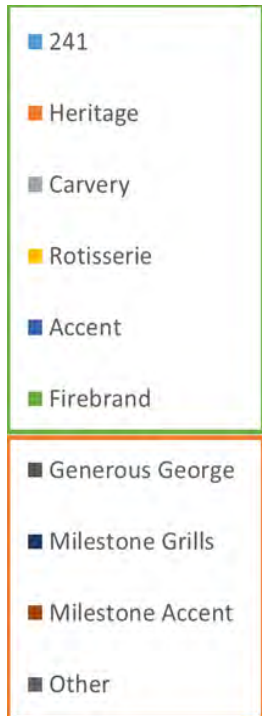 241
Heritage
Carvery
Rotisserie
Accent
Firebrand
Generous George
Milestone Grills
Milestone Accent
Other